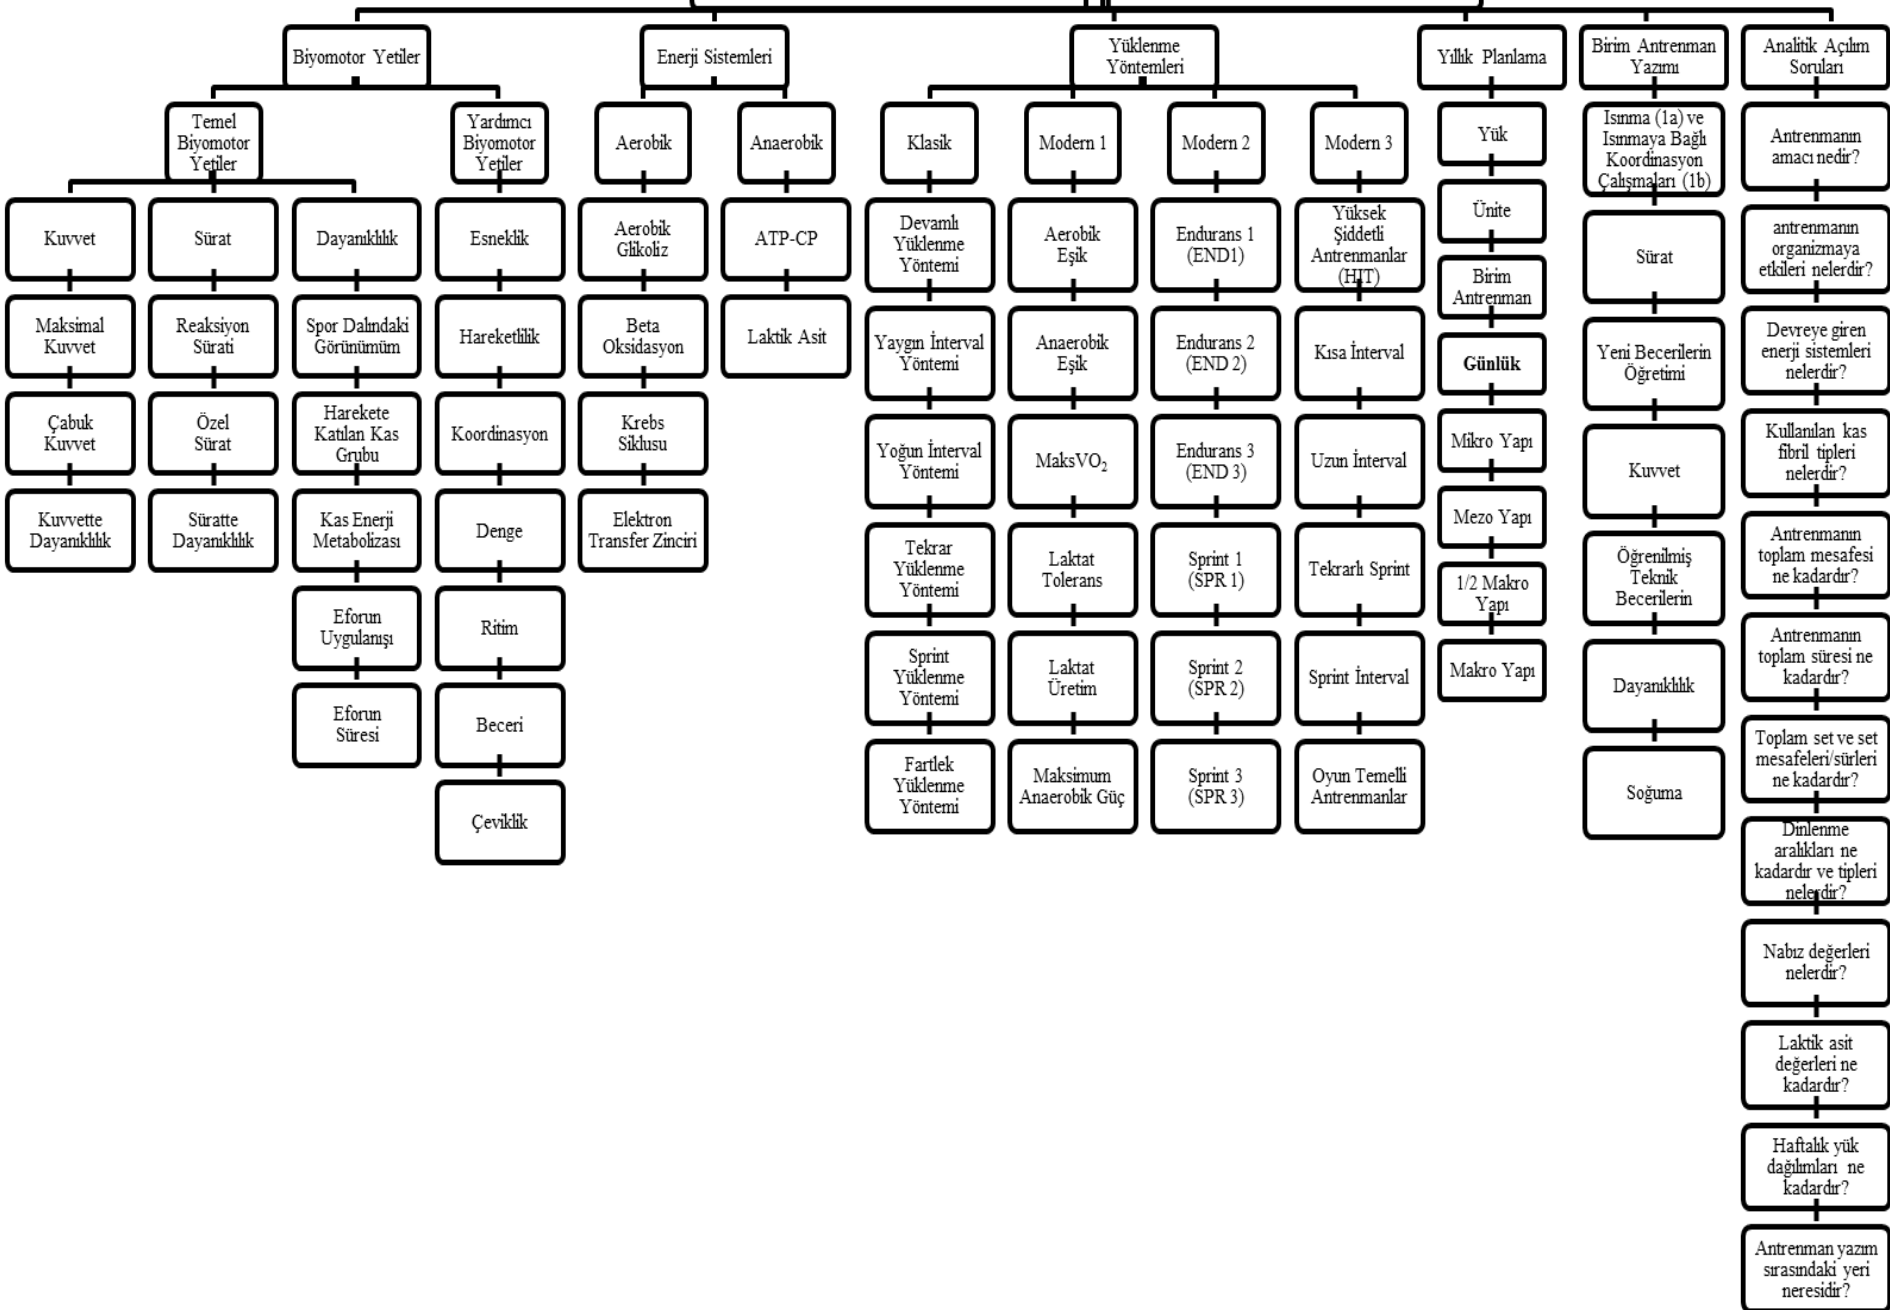 Biyomotor Yetiler
Enerji Sistemleri
Yüklenme
Yöntemleri
Yıllık Planlama
Birim Antrenman
Yazımı
Analitik Açılım
Soruları
Temel
Biyomotor
Yetiler
Yardımcı
Biyomotor
Yetiler
Aerobik
Anaerobik
Klasik
Modern 1
Modern 2
Modern 3
Kuvvet
Maksimal
Kuvvet
Çabuk
Kuvvet
Kuvvette
Dayanıklılık
Sürat
Reaksiyon
Sürati
Özel
Sürat
Süratte
Dayanıklılık
Dayanıklılık
Spor Dalındaki
Görünümüm
Harekete
Katılan Kas
Grubu
Kas Enerji
Metabolizası
Eforun
Uygulanışı
Eforun
Süresi
Esneklik
Hareketlilik
Koordinasyon
Denge
Ritim
Beceri
Çeviklik
Aerobik
Glikoliz
Beta
Oksidasyon
Krebs
Siklusu
Elektron
Transfer Zinciri
ATP-CP
Laktik Asit
Devamlı
Yüklenme
Yöntemi
Yaygın İnterval
Yöntemi
Yoğun İnterval
Yöntemi
Tekrar
Yüklenme
Yöntemi
Sprint
Yüklenme
Yöntemi
Fartlek
Yüklenme
Yöntemi
Aerobik
Eşik
Anaerobik
Eşik
MaksVO₂
Laktat
Tolerans
Laktat
Üretim
Maksimum
Anaerobik Güç
Endurans 1
(END1)
Endurans 2
(END 2)
Endurans 3
(END 3)
Sprint 1
(SPR 1)
Sprint 2
(SPR 2)
Sprint 3
(SPR 3)
Yüksek
Şiddetli
Antrenmanlar
(HIT)
Kısa İnterval
Uzun İnterval
Tekrarlı Sprint
Sprint İnterval
Oyun Temelli
Antrenmanlar
Yük
Ünite
Birim
Antrenman
Günlük
Mikro Yapı
Mezo Yapı
1/2 Makro
Yapı
Makro Yapı
Isınma (1a) ve
Isınmaya Bağlı
Koordinasyon
Çalışmaları (1b)
Sürat
Yeni Becerilerin
Öğretimi
Kuvvet
Öğrenilmiş
Teknik
Becerilerin
Dayanıklılık
Soğuma
Antrenmanın
amacı nedir?
antrenmanın
organizmaya
etkileri nelerdir?
Devreye giren
enerji sistemleri
nelerdir?
Kullanılan kas
fibril tipleri
nelerdir?
Antrenmanın
toplam mesafesi
ne kadardır?
Antrenmanın
toplam süresi ne
kadardır?
Toplam set ve set
mesafeleri/sürleri
ne kadardır?
Dinlenme
aralıkları ne
kadardır ve tipleri
nelerdir?
Nabız değerleri
nelerdir?
Laktik asit
değerleri ne
kadardır?
Haftalık yük
dağılımları ne
kadardır?
Antrenman yazım
sırasındaki yeri
neresidir?